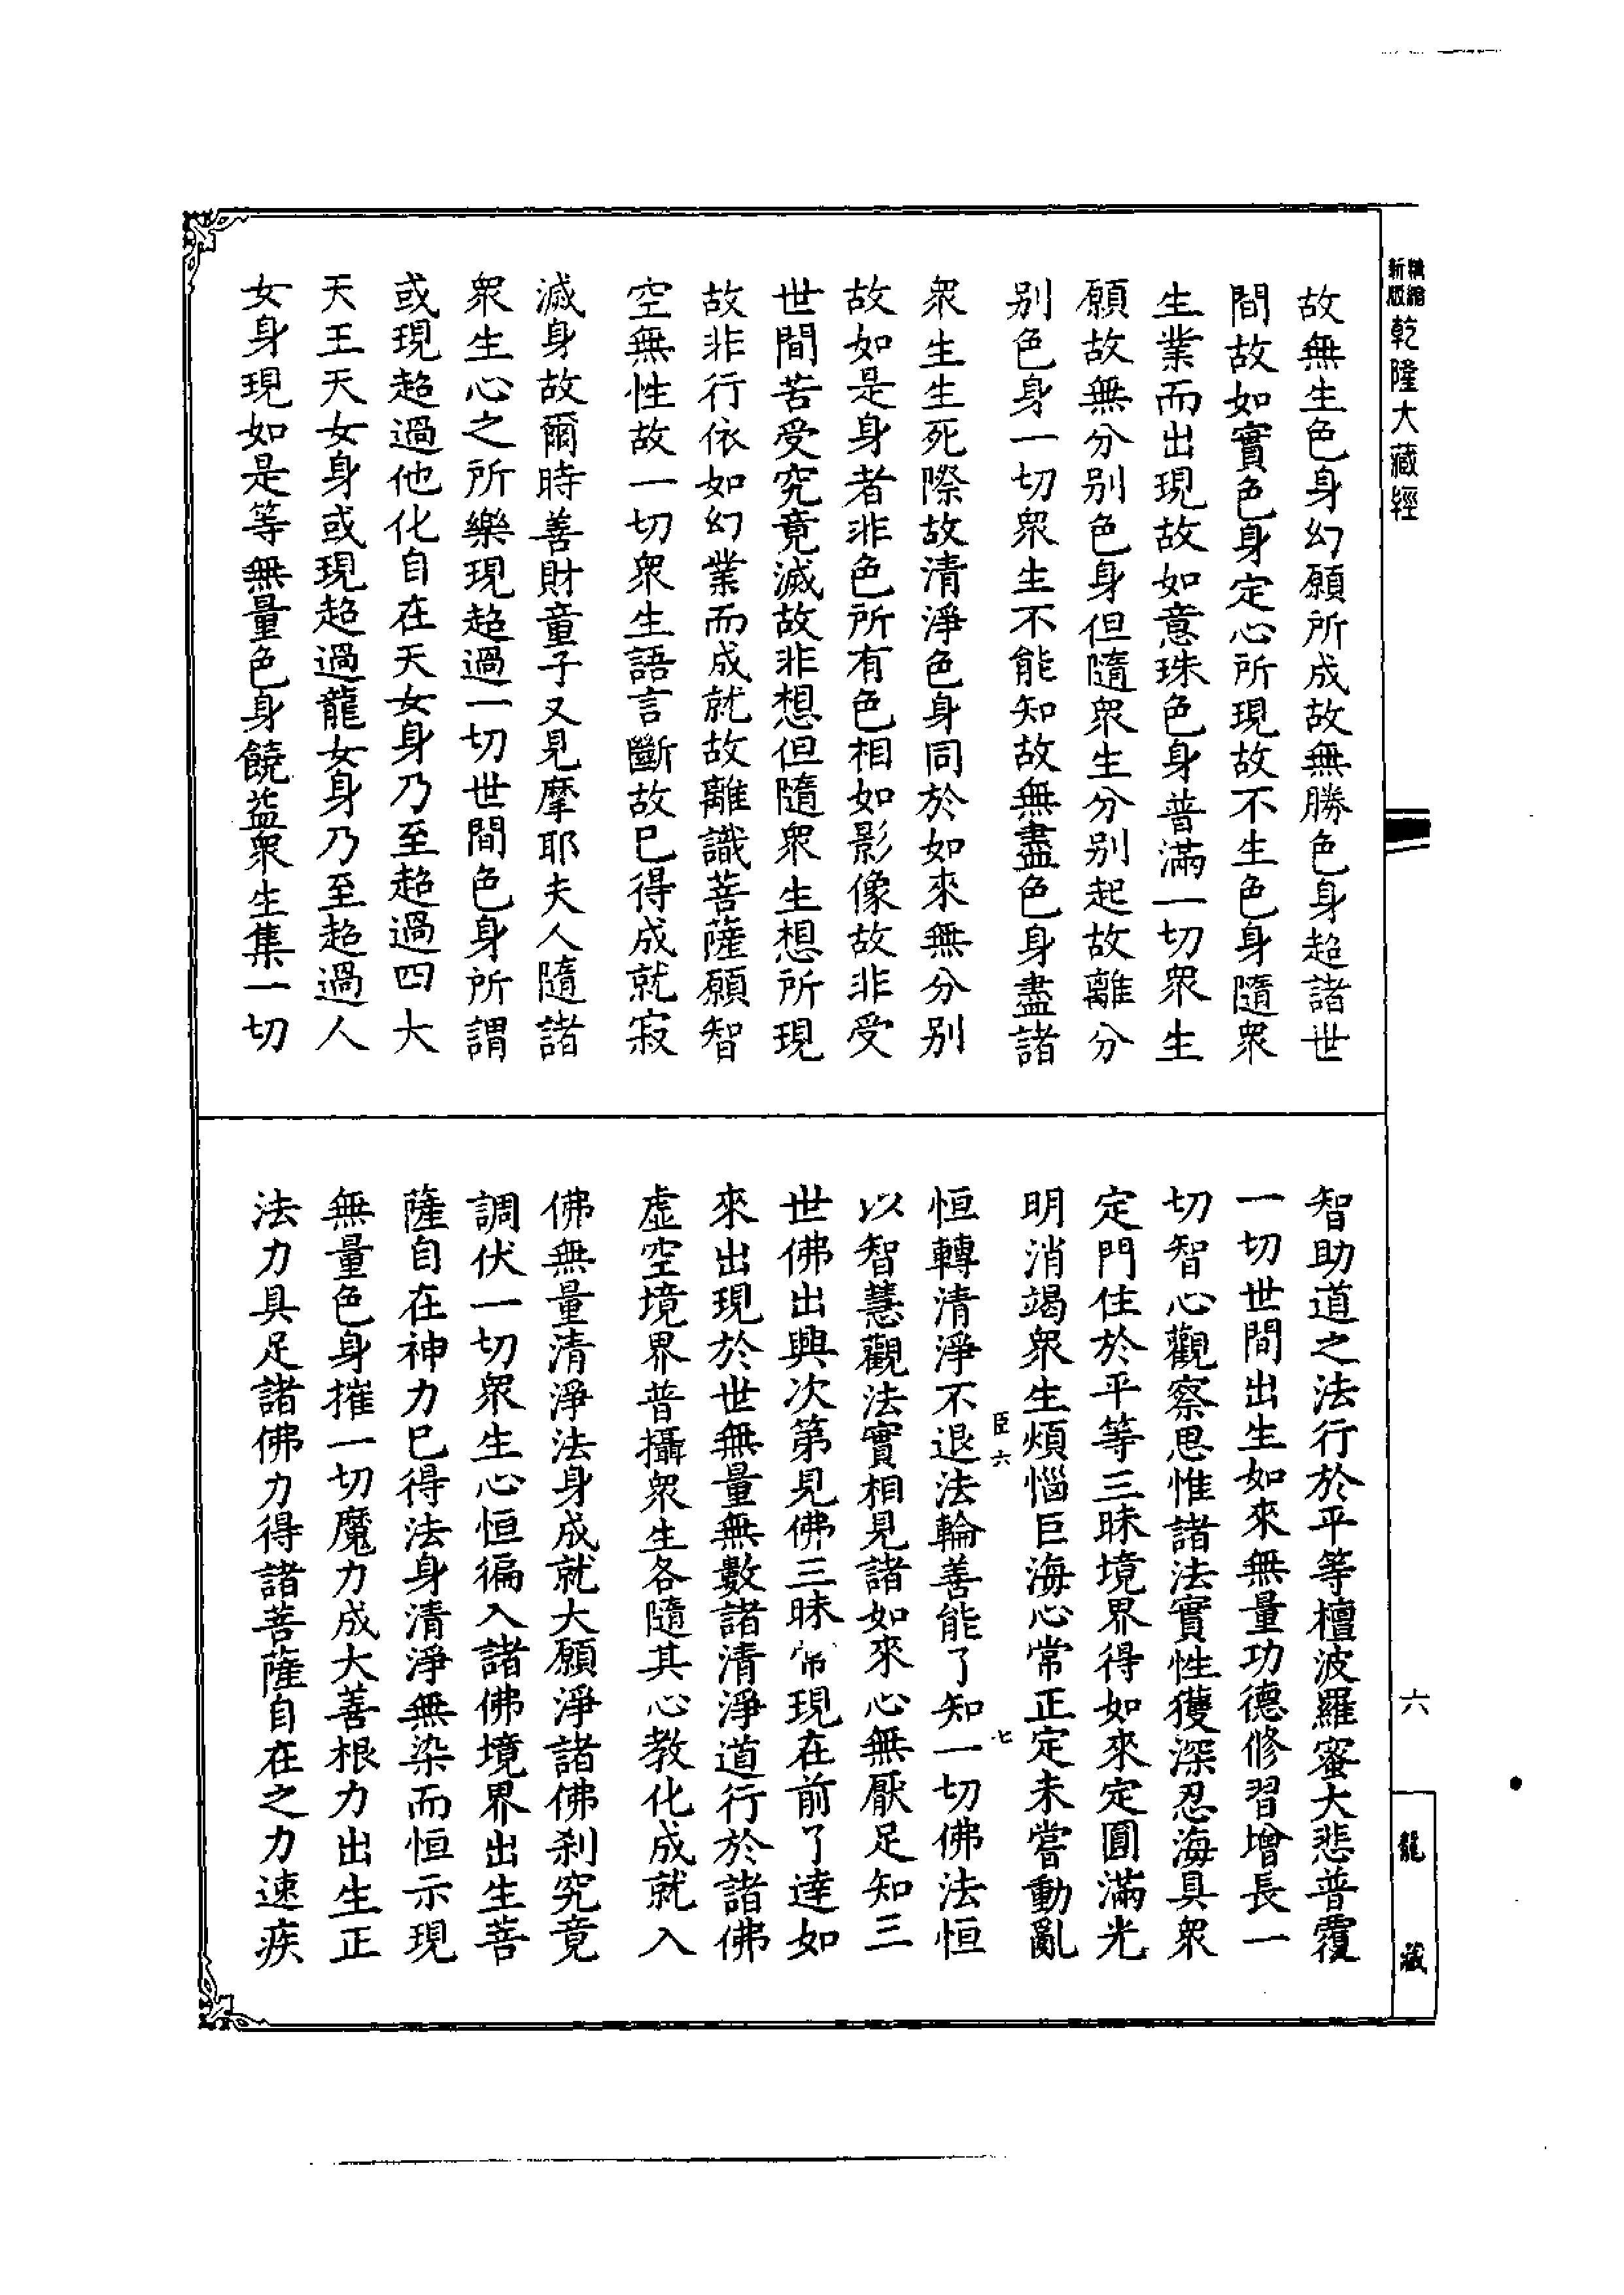 精縮新版乾隆大藏經
故無生色身幻願所成故無勝色身超諸世
間故如實色身定心所現故不生色身隨衆
生業而出現故如意珠色身普滿一切衆生
願故無分别色身但隨衆生分别起故離分
别色身一切衆生不能知故無盡色身盡諸
衆生生死際故清淨色身同於如來無分别
故如是身者非色所有色相如影像故非受
世間苦受究竟滅故非想但隨衆生想所現
故非行依如幻業而成就故離識菩薩願智
空無性故一切衆生語言斷故已得成就寂
滅身故爾時善財童子又見摩耶夫人隨諸
衆生心之所樂現超過一切世間色身所謂
或現超過他化自在天女身乃至超過四大
天王天女身或現超過龍女身乃至超過人
女身現如是等無量色身饒益衆生集一切
智助道之法行於平等檀波羅蜜大悲普覆
一切世間出生如來無量功德修習增長一
切智心觀察思惟諸法實性獲深忍海具衆
定門住於平等三昧境界得如來定圓滿光
明消竭衆生煩惱巨海心常正定未嘗動亂
臣六 七
恒轉清淨不退法輪善能了知一切佛法恒
以智慧觀法實相見諸如來心無厭足知三
世佛出興次第見佛三昧常現在前了達如
來出現於世無量無數諸清淨道行於諸佛
虛空境界普攝衆生各隨其心教化成就入
佛無量清淨法身成就大願淨諸佛刹究竟
調伏一切衆生心恒徧入諸佛境界出生菩
薩自在神力已得法身清淨無染而恒示現
無量色身摧一切魔力成大善根力出生正
法力具足諸佛力得諸菩薩自在之力速疾
六
龍藏